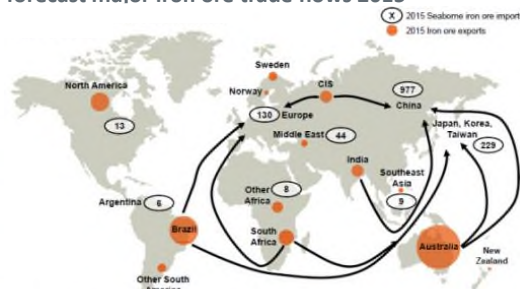 forecast major iron ore trade flows 2015
X 2015 Seaborne iron ore import
2015 Iron ore exports
Sweden
North America
Norway
CIS
977
China
130 Europe
13
Middle East 44
Japan, Korea,
Taiwan
229
India
Southeast
Asia
9
Argentina 6
Other
Africa
8
Brazil
South
Africa
Australia
New
Zealand
Other South